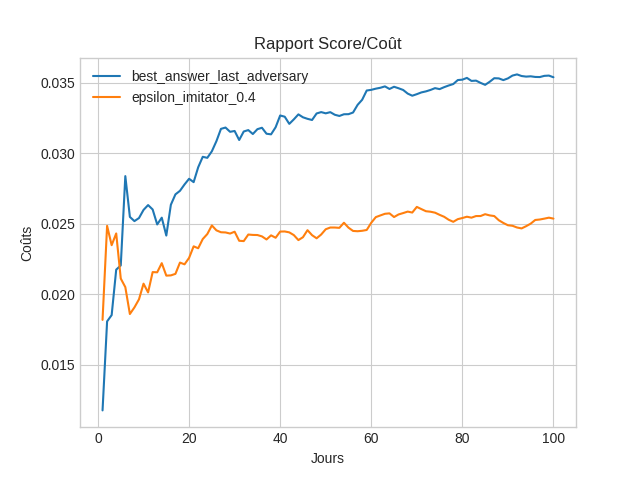 Rapport Score/Coût
best_answer_last_adversary
epsilon_imitator_0.4
0.035
0.030
0.025
0.020
0.015
Coûts
0 20 40 60 80 100
Jours